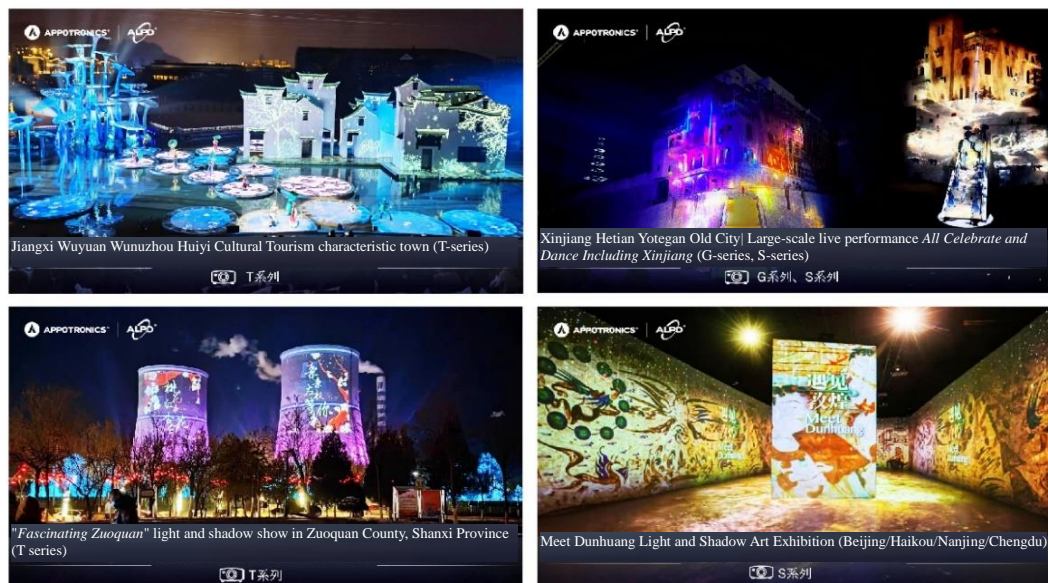 APPOTRONICS® | ALPD®
Jiangxi Wuyuan Wunuzhou Huiyi Cultural Tourism characteristic town (T-series)
T系列
APPOTRONICS® | ALPD®
Xinjiang Hetian Yotegan Old City| Large-scale live performance All Celebrate and
Dance Including Xinjiang (G-series, S-series)
G系列、S系列
APPOTRONICS® | ALPD®
"Fascinating Zuoquan" light and shadow show in Zuoquan County, Shanxi Province
(T series)
T系列
APPOTRONICS® | ALPD®
遇见
敦煌
Meet
Dunhuang
Meet Dunhuang Light and Shadow Art Exhibition (Beijing/Haikou/Nanjing/Chengdu)
S系列